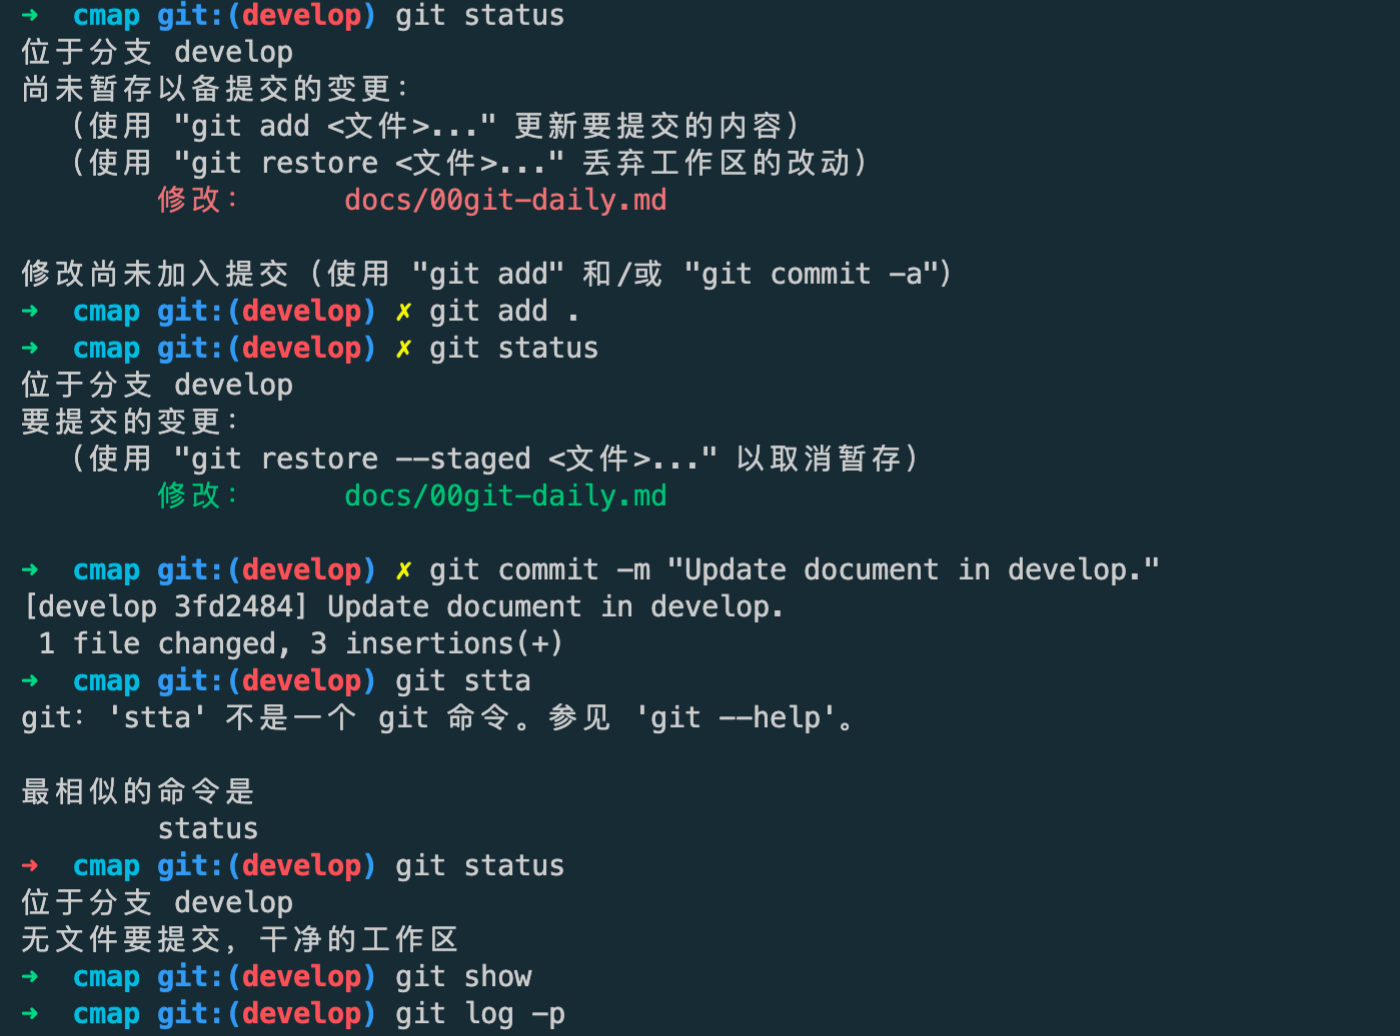 ➜  cmap git:(develop) git status
位于分支 develop
尚未暂存以备提交的变更：
  （使用 "git add <文件>..." 更新要提交的内容）
  （使用 "git restore <文件>..." 丢弃工作区的改动）
        修改：     docs/00git-daily.md

修改尚未加入提交（使用 "git add" 和/或 "git commit -a"）
➜  cmap git:(develop) ✗ git add .
➜  cmap git:(develop) ✗ git status
位于分支 develop
要提交的变更：
  （使用 "git restore --staged <文件>..." 以取消暂存）
        修改：     docs/00git-daily.md

➜  cmap git:(develop) ✗ git commit -m "Update document in develop."
[develop 3fd2484] Update document in develop.
 1 file changed, 3 insertions(+)
➜  cmap git:(develop) git stta
git：'stta' 不是一个 git 命令。参见 'git --help'。

最相似的命令是
        status
➜  cmap git:(develop) git status
位于分支 develop
无文件要提交，干净的工作区
➜  cmap git:(develop) git show
➜  cmap git:(develop) git log -p